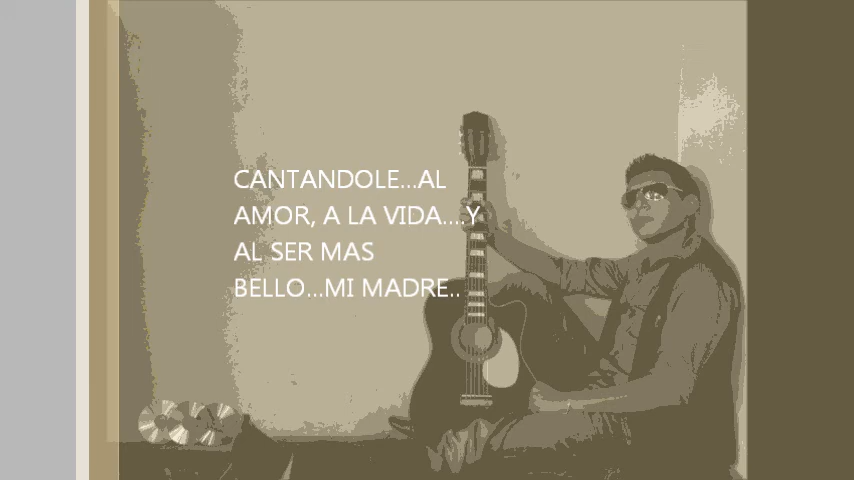 CANTANDOLE...AL
AMOR, A LA VIDA....Y
AL SER MAS
BELLO...MI MADRE..